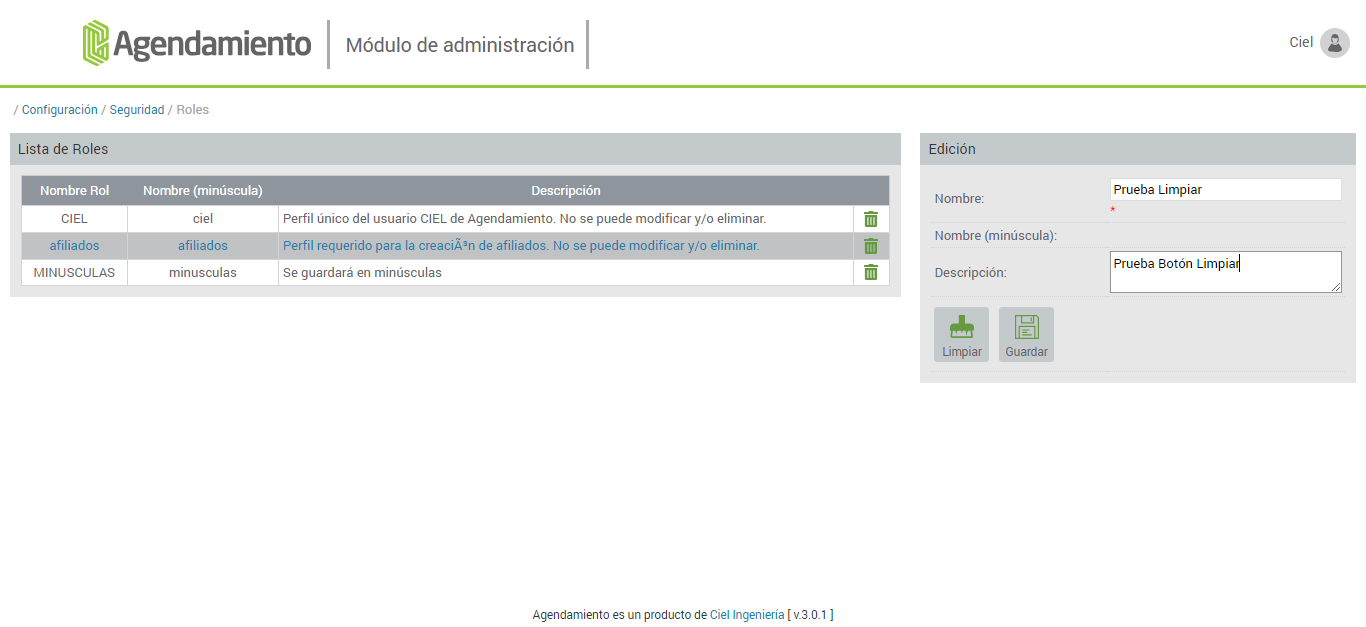 Agendamiento
Módulo de administración
Ciel
/ Configuración / Seguridad / Roles
Lista de Roles
Nombre Rol Nombre (minúscula) Descripción
CIEL ciel Perfil único del usuario CIEL de Agendamiento. No se puede modificar y/o eliminar.
afiliados afiliados Perfil requerido para la creaciÃ³n de afiliados. No se puede modificar y/o eliminar.
MINUSCULAS minusculas Se guardará en minúsculas
Edición
Nombre: Prueba Limpiar
*
Nombre (minúscula):
Descripción: Prueba Botón Limpiar
Limpiar Guardar
Agendamiento es un producto de Ciel Ingeniería [ v.3.0.1 ]